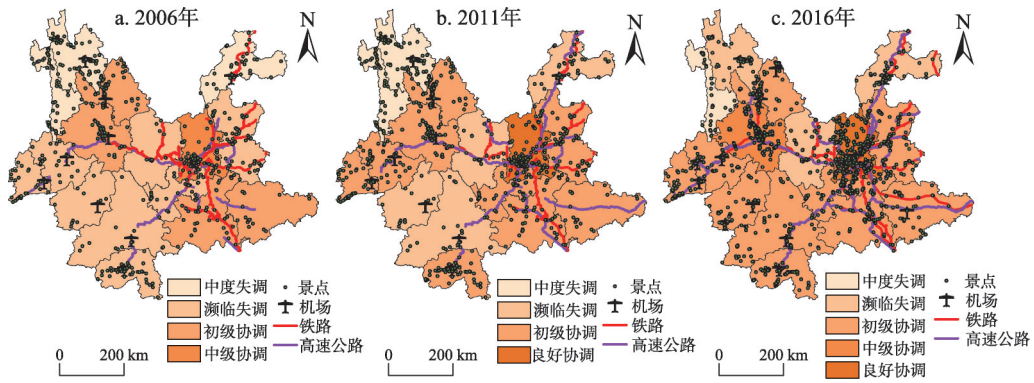 a. 2006年
N
中度失调
濒临失调
初级协调
中级协调
景点
机场
铁路
高速公路
0 200 km
b. 2011年
N
中度失调
濒临失调
初级协调
良好协调
景点
机场
铁路
高速公路
0 200 km
c. 2016年
N
中度失调
濒临失调
初级协调
中级协调
良好协调
景点
机场
铁路
高速公路
0 200 km